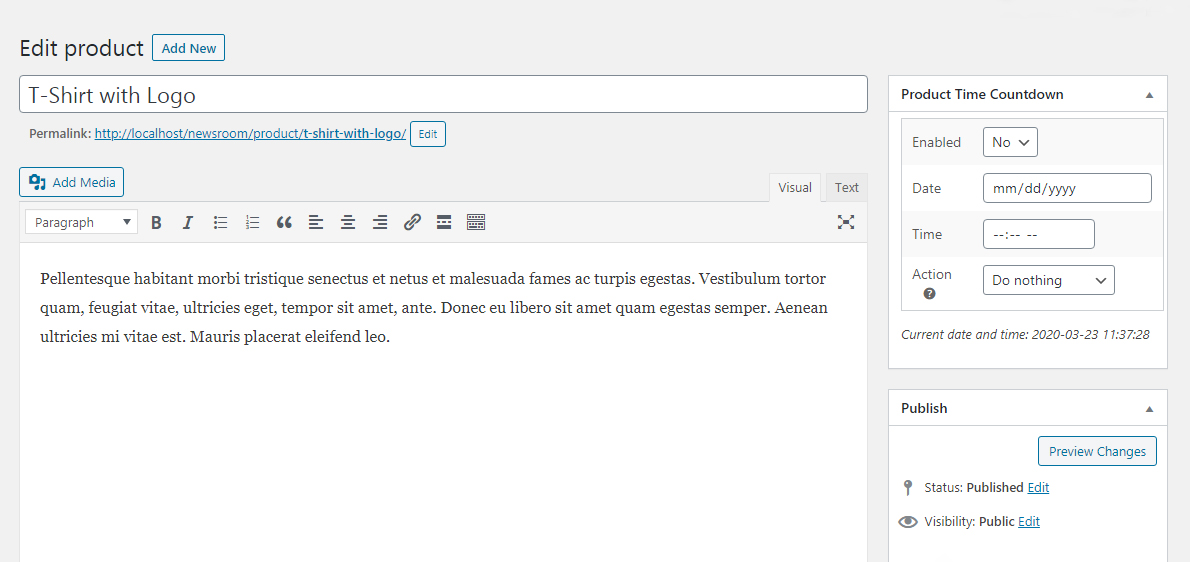 Edit product Add New
T-Shirt with Logo
Permalink: http://localhost/newsroom/product/t-shirt-with-logo/ Edit
Add Media
Visual Text
Paragraph
Pellentesque habitant morbi tristique senectus et netus et malesuada fames ac turpis egestas. Vestibulum tortor
quam, feugiat vitae, ultricies eget, tempor sit amet, ante. Donec eu libero sit amet quam egestas semper. Aenean
ultricies mi vitae est. Mauris placerat eleifend leo.
Product Time Countdown
Enabled No
Date mm/dd/yyyy
Time --:-- --
Action Do nothing
Current date and time: 2020-03-23 11:37:28
Publish
Preview Changes
Status: Published Edit
Visibility: Public Edit